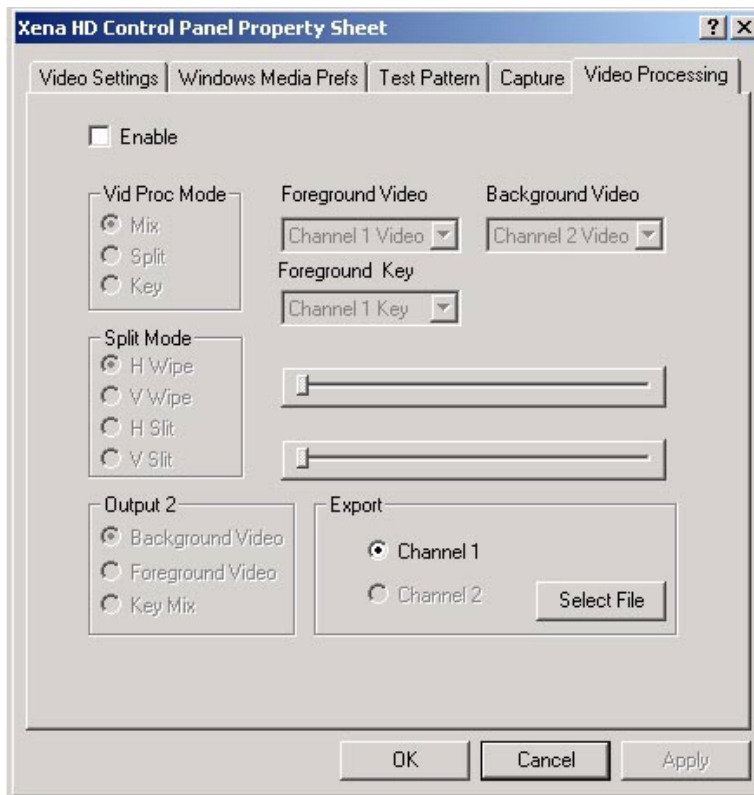 Xena HD Control Panel Property Sheet
Video Settings Windows Media Prefs Test Pattern Capture Video Processing
Enable
Vid Proc Mode
Mix
Split
Key
Foreground Video
Channel 1 Video
Background Video
Channel 2 Video
Foreground Key
Channel 1 Key
Split Mode
H Wipe
V Wipe
H Slit
V Slit
Output 2
Background Video
Foreground Video
Key Mix
Export
Channel 1
Channel 2
Select File
OK Cancel Apply